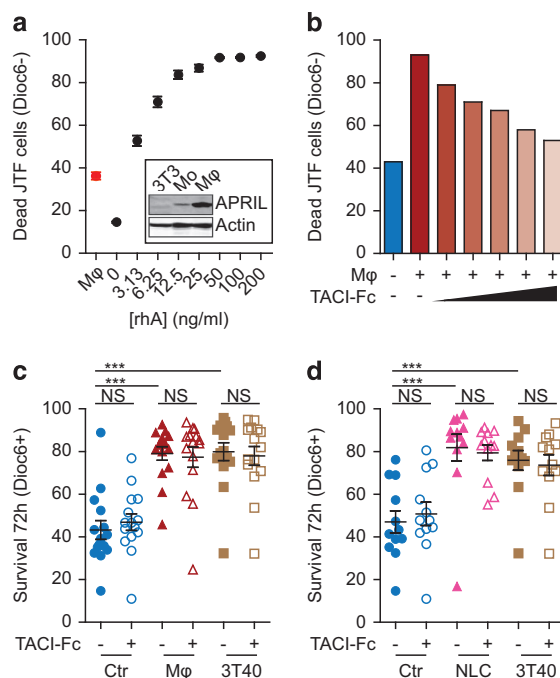 a
Dead JTF cells (Dioc6-)
100
80
60
40
20
0
3T3 Mo Mφ
APRIL
Actin
Mφ 0 3.13 6.25 12.5 25 50 100 200
[rhA] (ng/ml)
b
Dead JTF cells (Dioc6-)
100
80
60
40
20
0
- + + + + + + Mφ
- - TACI-Fc
c
***
***
NS NS NS
Survival 72h (Dioc6+)
100
80
60
40
20
0
TACI-Fc - + - + - +
Ctr Mφ 3T40
d
***
***
NS NS NS
Survival 72h (Dioc6+)
100
80
60
40
20
0
TACI-Fc - + - + - +
Ctr NLC 3T40